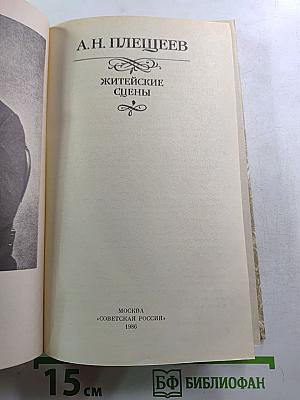 А.Н. ПЛЕЩЕЕВ
ЖИТЕЙСКИЕ
СЦЕНЫ
МОСКВА
«СОВЕТСКАЯ РОССИЯ»
1986
15 см
БФ БИБЛИОФАН